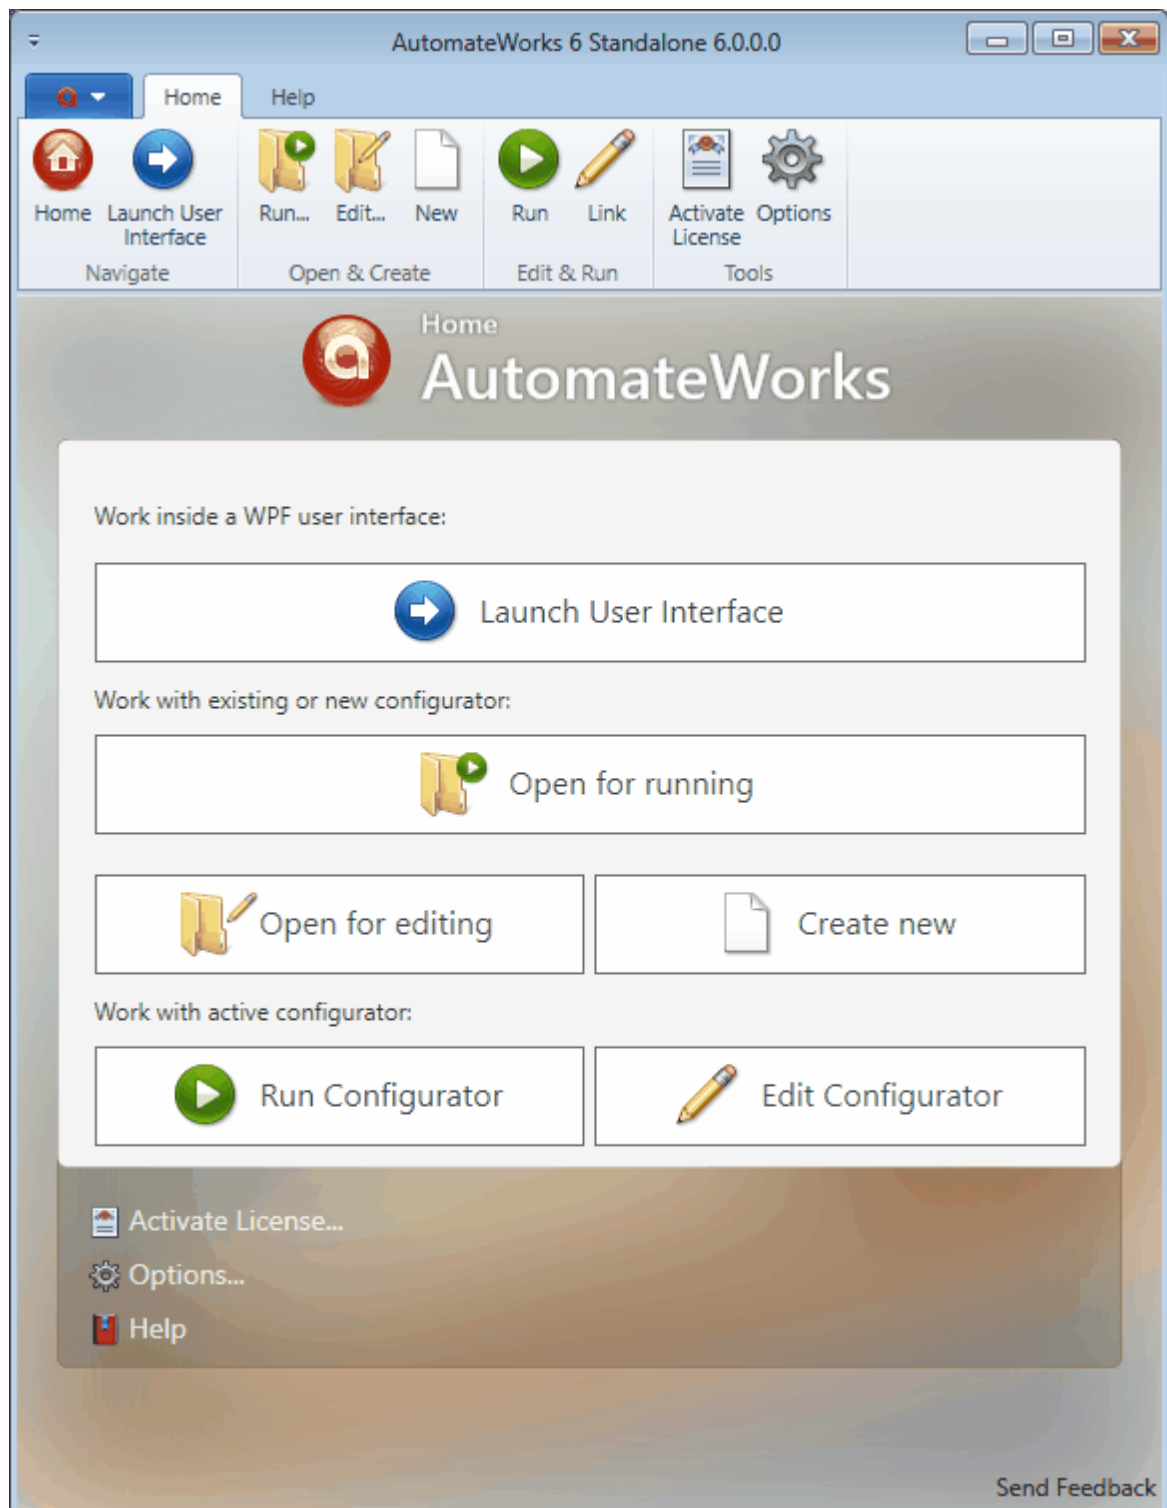 AutomateWorks 6 Standalone 6.0.0.0
Home Help
Home Launch User Interface Run... Edit... New Run Link Activate License Options
Navigate Open & Create Edit & Run Tools
Home
AutomateWorks
Work inside a WPF user interface:
Launch User Interface
Work with existing or new configurator:
Open for running
Open for editing Create new
Work with active configurator:
Run Configurator Edit Configurator
Activate License...
Options...
Help
Send Feedback